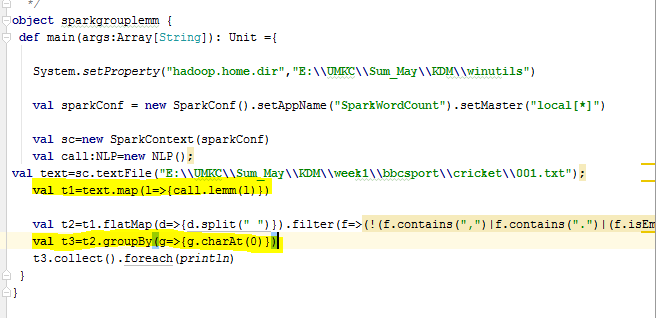 */
object sparkgrouplemm {
def main(args:Array[String]): Unit ={
System.setProperty("hadoop.home.dir","E:\\UMKC\\Sum_May\\KDM\\winutils")
val sparkConf = new SparkConf().setAppName("SparkWordCount").setMaster("local[*]")
val sc=new SparkContext(sparkConf)
val call:NLP=new NLP();
val text=sc.textFile("E:\\UMKC\\Sum_May\\KDM\\week1\\bbcsport\\cricket\\001.txt");
val t1=text.map(l=>{call.lemm(l)})
val t2=t1.flatMap(d=>{d.split(" ")}).filter(f=>(!(f.contains(",")|f.contains(".")|(f.isEm
val t3=t2.groupBy(g=>{g.charAt(0)})
t3.collect().foreach(println)
}
}